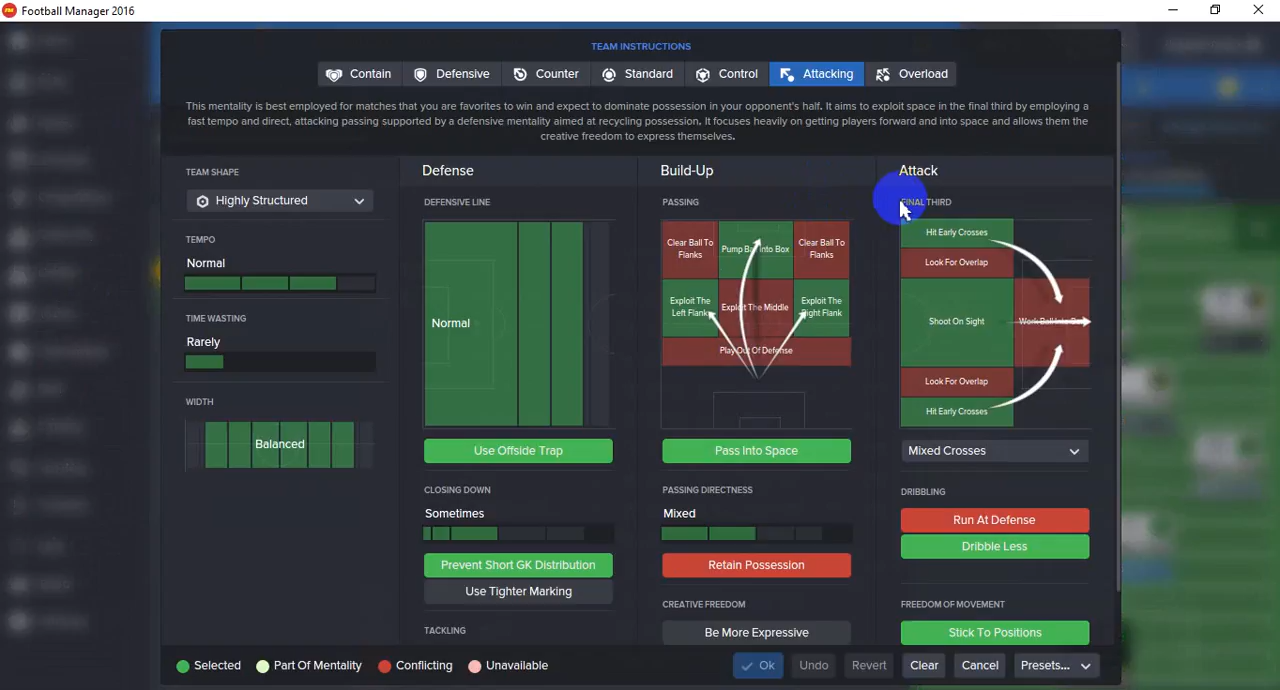 Football Manager 2016
TEAM INSTRUCTIONS
Contain
Defensive
Counter
Standard
Control
Attacking
Overload
This mentality is best employed for matches that you are favorites to win and expect to dominate possession in your opponent's half. It aims to exploit space in the final third by employing a
fast tempo and direct, attacking passing supported by a defensive mentality aimed at recycling possession. It focuses heavily on getting players forward and into space and allows them the
creative freedom to express themselves.
TEAM SHAPE
Highly Structured
TEMPO
Normal
TIME WASTING
Rarely
WIDTH
Balanced
Defense
DEFENSIVE LINE
Normal
Use Offside Trap
CLOSING DOWN
Sometimes
Prevent Short GK Distribution
Use Tighter Marking
TACKLING
Build-Up
PASSING
Clear Ball To
Flanks
Pump Ball Into Box
Clear Ball To
Flanks
Exploit The
Left Flank
Exploit The Middle
Exploit The
Right Flank
Play Out Of Defense
Pass Into Space
PASSING DIRECTNESS
Mixed
Retain Possession
CREATIVE FREEDOM
Be More Expressive
Attack
FINAL THIRD
Hit Early Crosses
Look For Overlap
Shoot On Sight
Work Ball Into Box
Look For Overlap
Hit Early Crosses
Mixed Crosses
DRIBBLING
Run At Defense
Dribble Less
FREEDOM OF MOVEMENT
Stick To Positions
Selected
Part Of Mentality
Conflicting
Unavailable
Ok
Undo
Revert
Clear
Cancel
Presets...